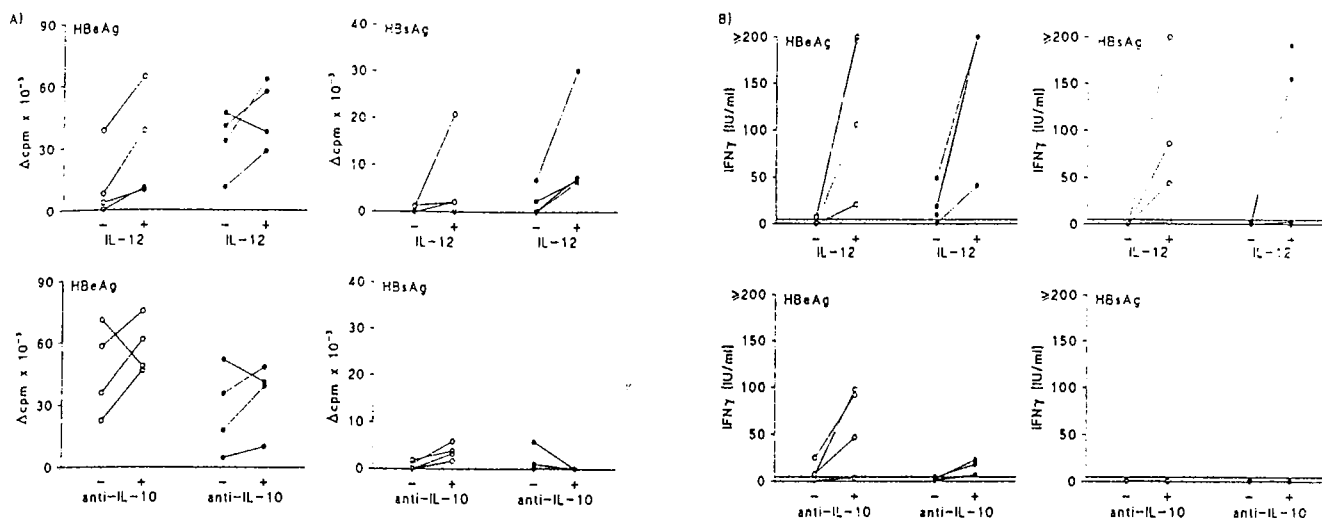 A)
HBeAg
90
60
30
0
Δcpm x 10⁻³
- + - +
IL-12 IL-12
HBsAg
40
30
20
10
0
Δcpm x 10⁻³
- + - +
IL-12 IL-12
HBeAg
90
60
30
0
Δcpm x 10⁻³
- + - +
anti-IL-10 anti-IL-10
HBsAg
40
30
20
10
0
Δcpm x 10⁻³
- + - +
anti-IL-10 anti-IL-10
B)
HBeAg
≥200
150
100
50
0
IFNγ (IU/ml)
- + - +
IL-12 IL-12
HBsAg
≥200
150
100
50
0
IFNγ (IU/ml)
- + - +
IL-12 IL-12
HBeAg
≥200
150
100
50
0
IFNγ (IU/ml)
- + - +
anti-IL-10 anti-IL-10
HBsAg
≥200
150
100
50
0
IFNγ (IU/ml)
- + - +
anti-IL-10 anti-IL-10